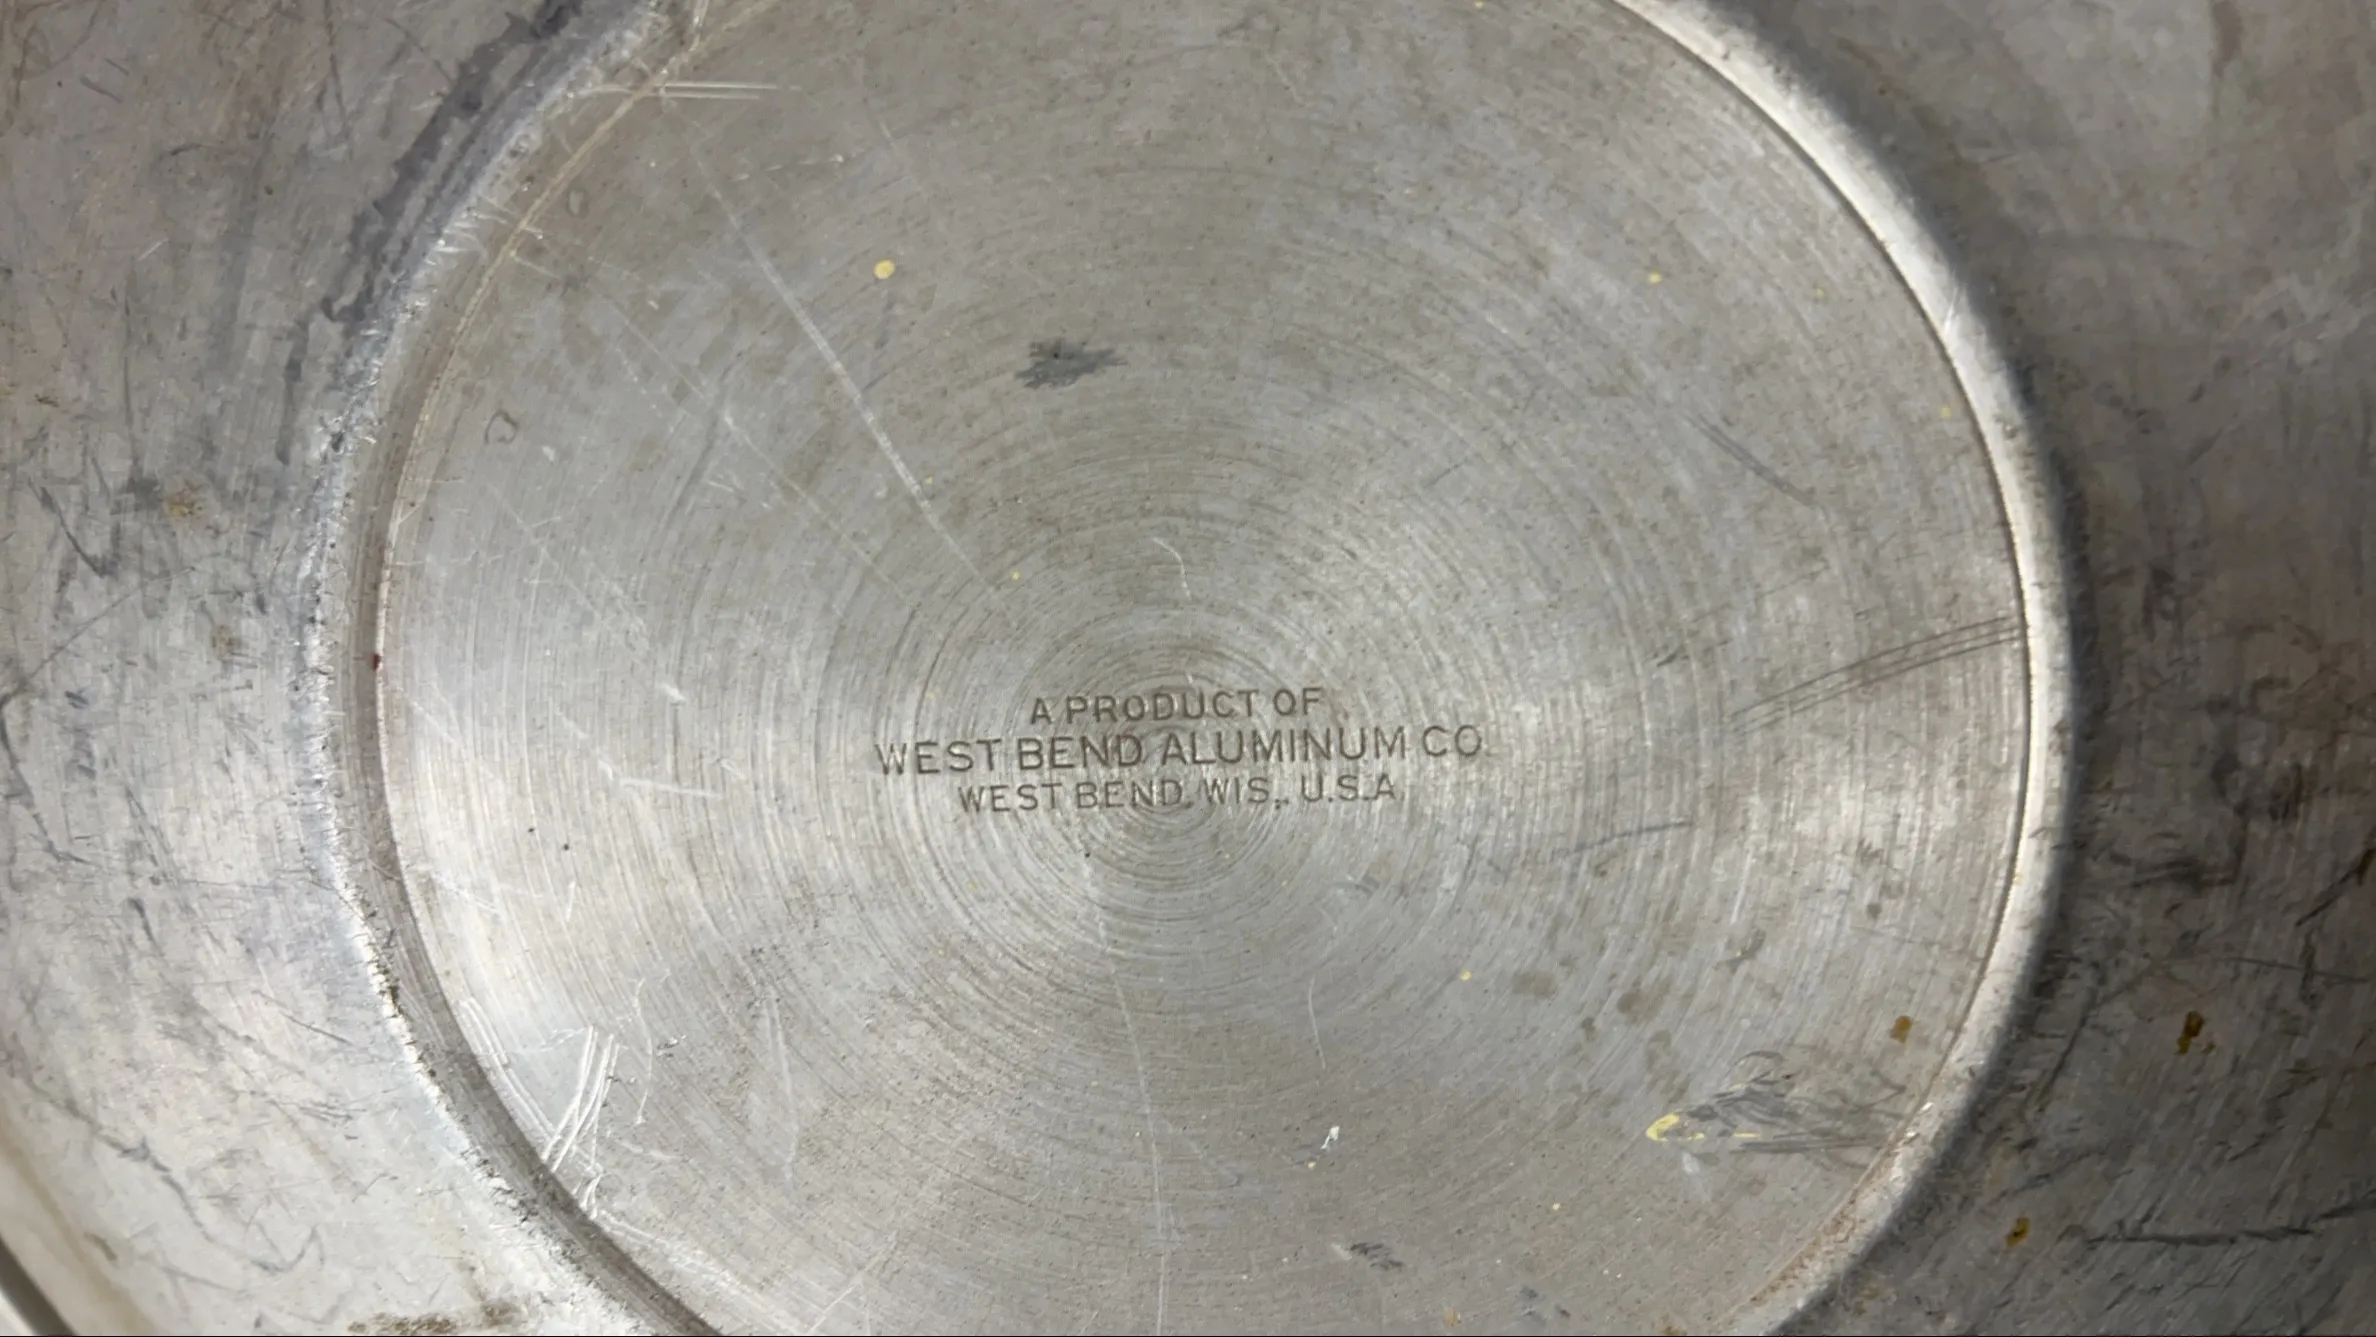 A PRODUCT OF
WEST BEND ALUMINUM CO.
WEST BEND, WIS., U.S.A.